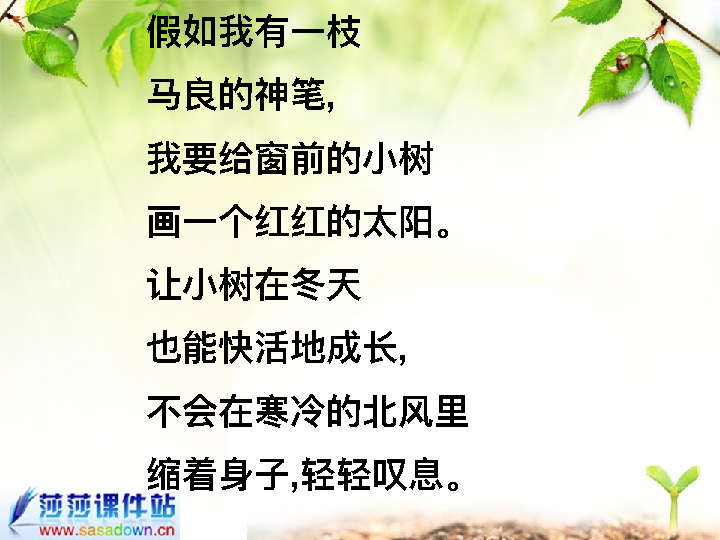 假如我有一枝
马良的神笔,
我要给窗前的小树
画一个红红的太阳。
让小树在冬天
也能快活地成长,
不会在寒冷的北风里
缩着身子,轻轻叹息。
莎莎课件站
www.sasadown.cn